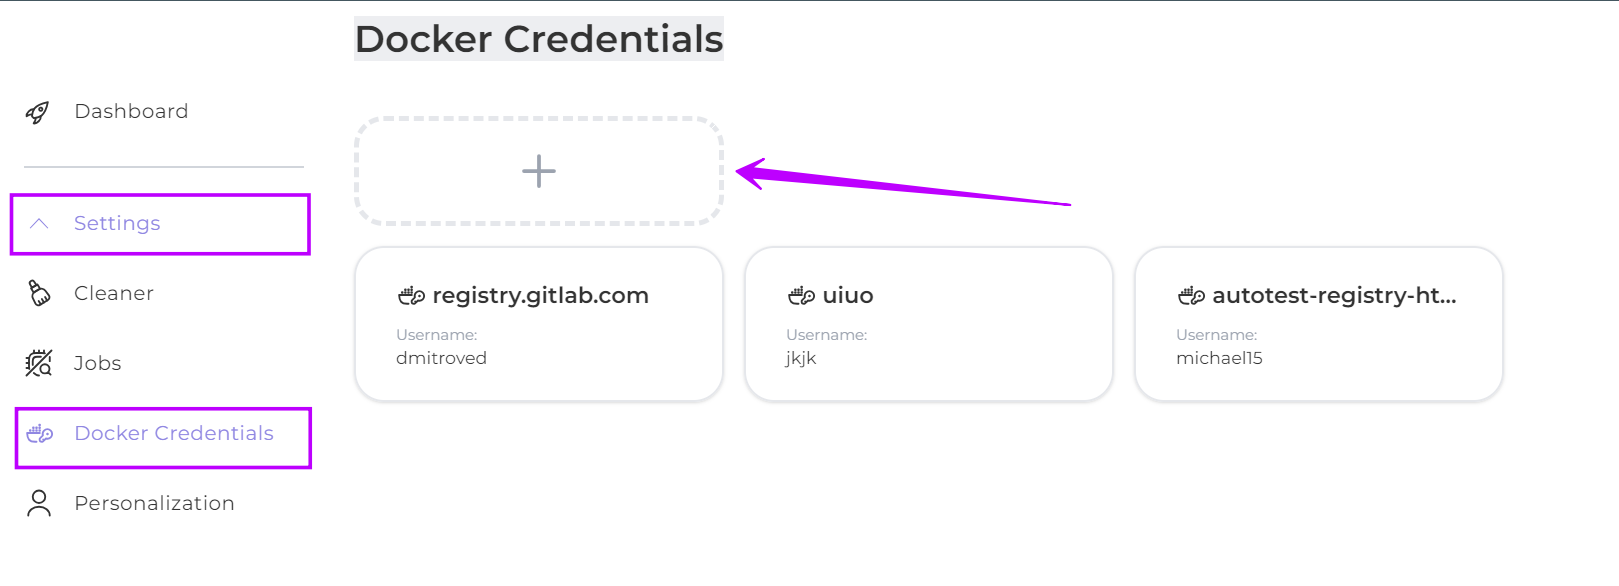 Docker Credentials
Dashboard
Settings
Cleaner
Jobs
Docker Credentials
Personalization
registry.gitlab.com
Username:
dmitroved
uiuo
Username:
jkjk
autotest-registry-ht...
Username:
michael15